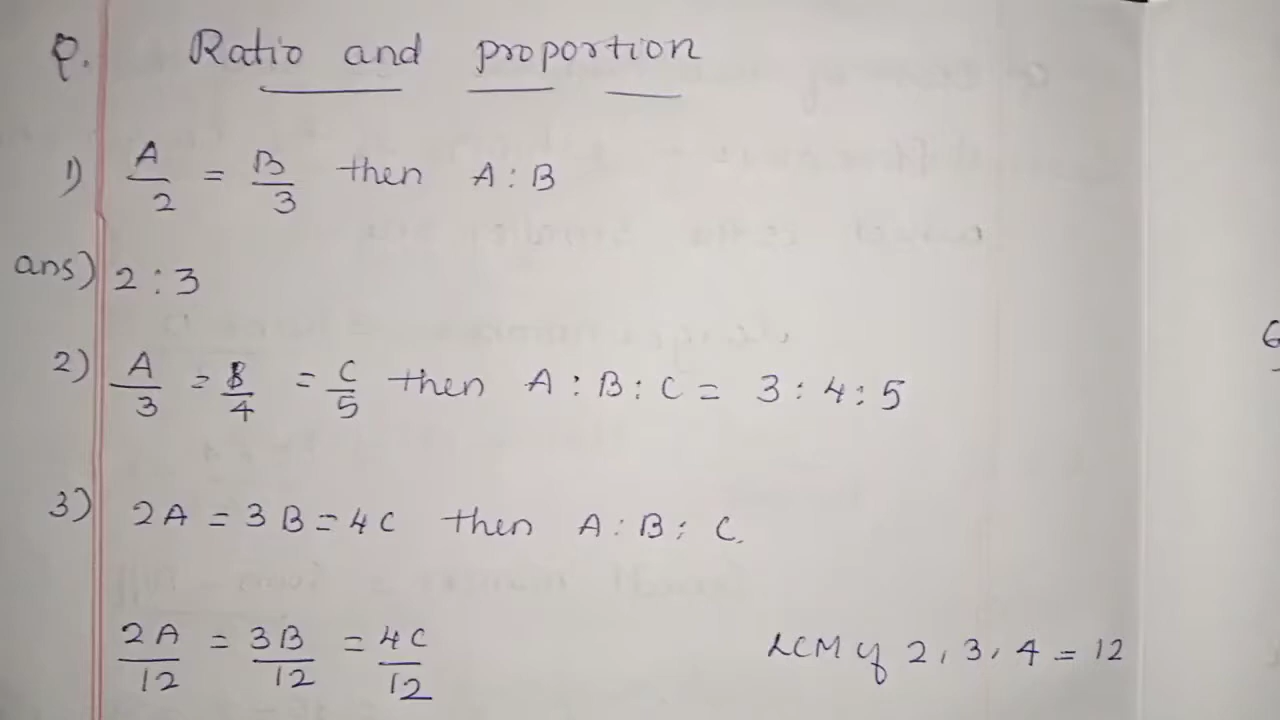 P. Ratio and proportion
1) A/2 = B/3 then A : B
ans) 2 : 3
2) A/3 = B/4 = C/5 then A : B : C = 3 : 4 : 5
3) 2A = 3B = 4C then A : B : C.
2A/12 = 3B/12 = 4C/12 LCM of 2, 3, 4 = 12